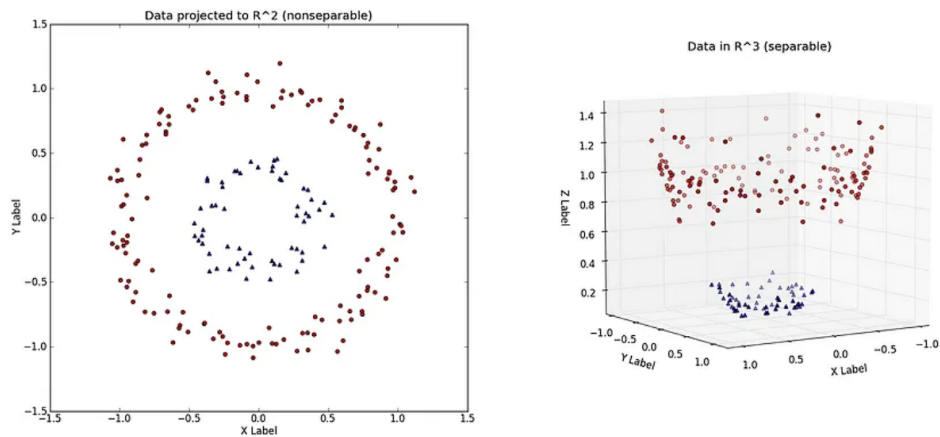 Data projected to R^2 (nonseparable)
1.5
1.0
0.5
0.0
−0.5
−1.0
−1.5
−1.5 −1.0 −0.5 0.0 0.5 1.0 1.5
X Label
Y Label
Data in R^3 (separable)
1.4
1.2
1.0
0.8
0.6
0.4
0.2
Z Label
−1.0 −0.5 0.0 0.5 1.0
Y Label
1.0 0.5 0.0 −0.5 −1.0
X Label